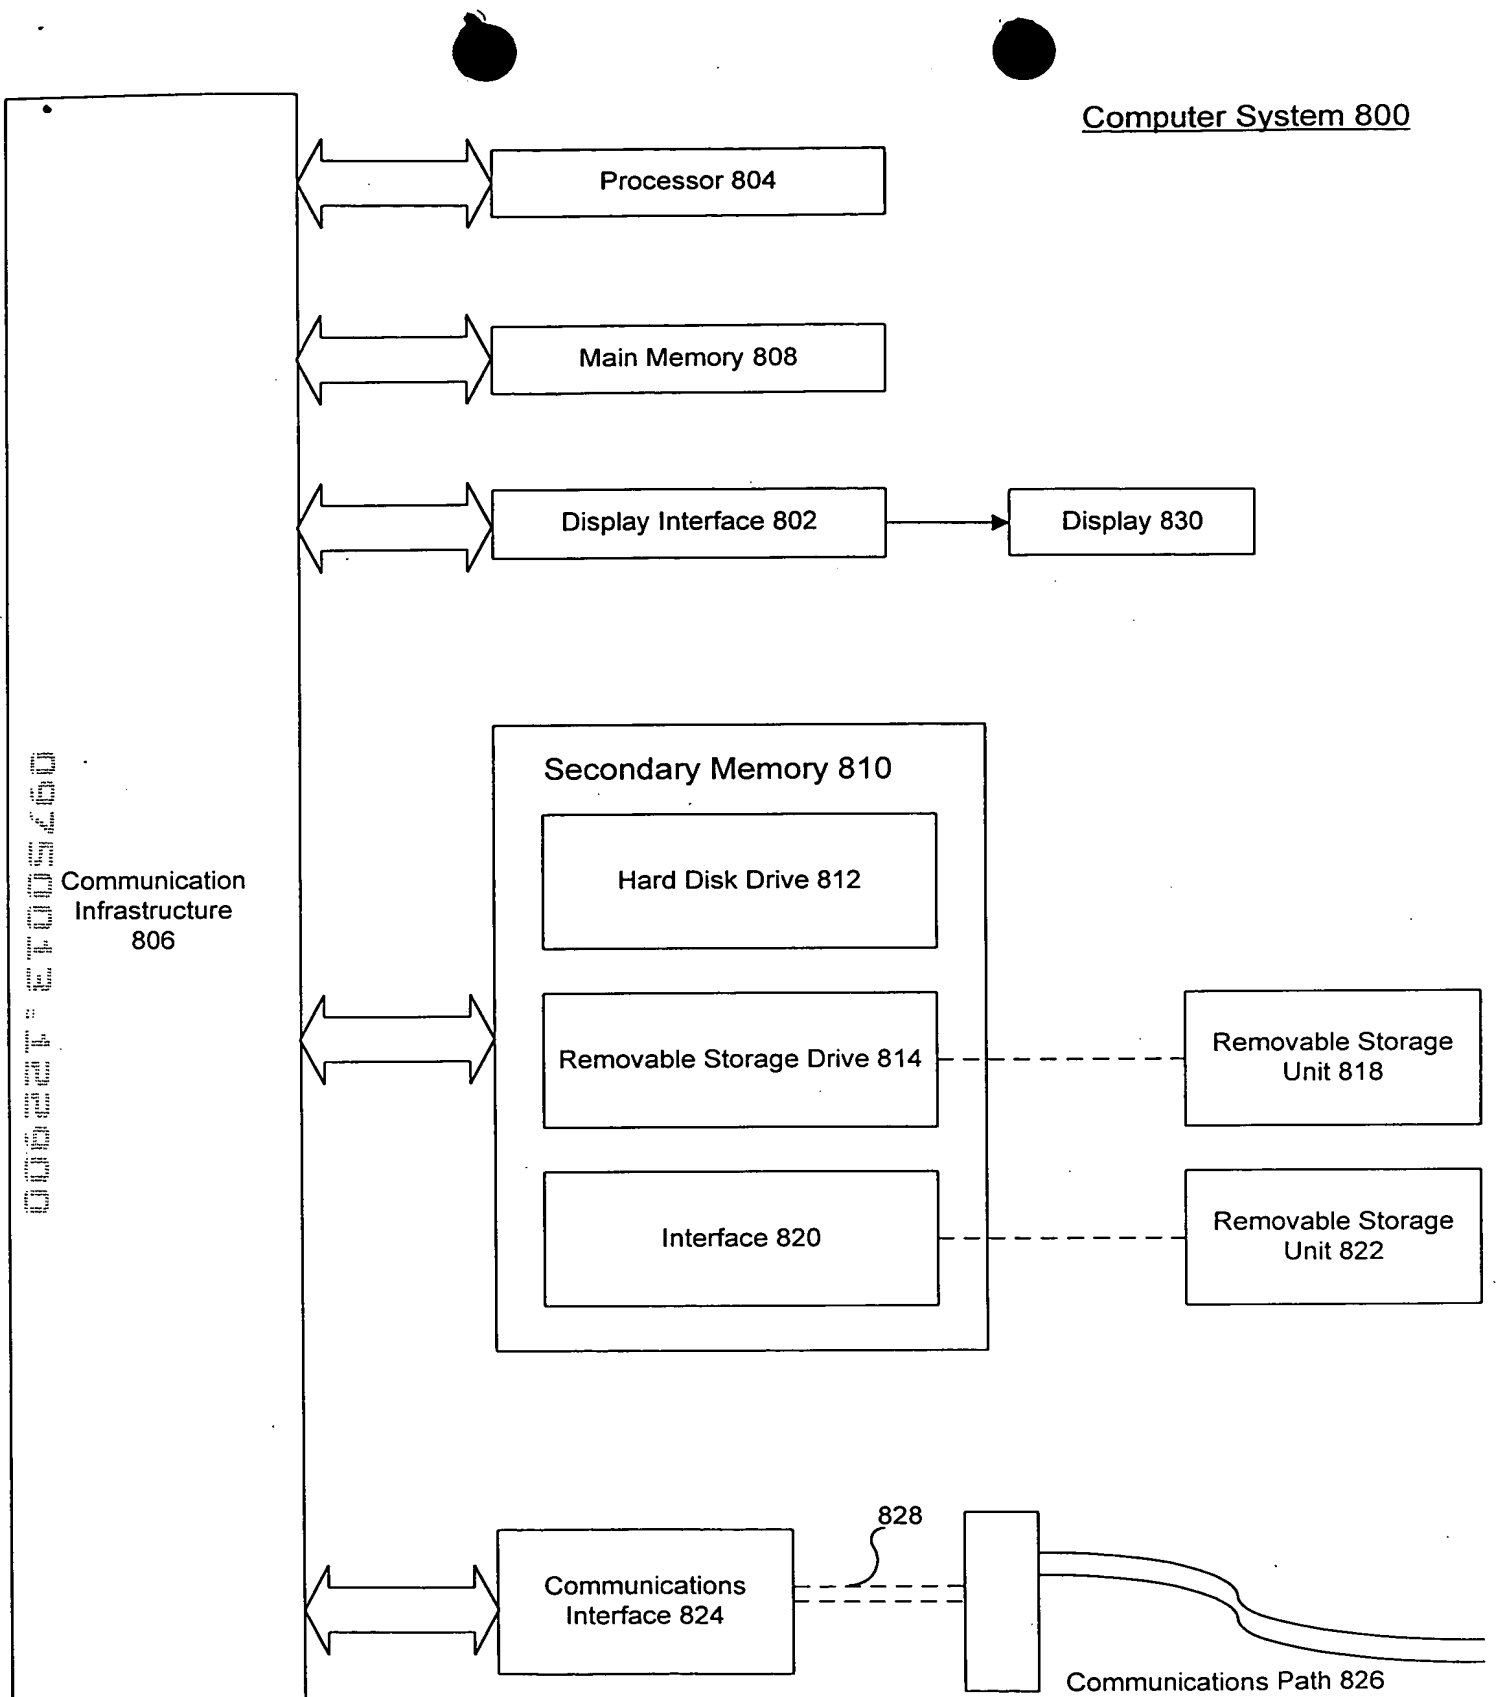 Computer System 800
Processor 804
Main Memory 808
Display Interface 802
Display 830
Secondary Memory 810
Hard Disk Drive 812
Communication
Infrastructure
806
Removable Storage Drive 814
Removable Storage
Unit 818
Interface 820
Removable Storage
Unit 822
828
Communications
Interface 824
Communications Path 826
09750013 . 122900